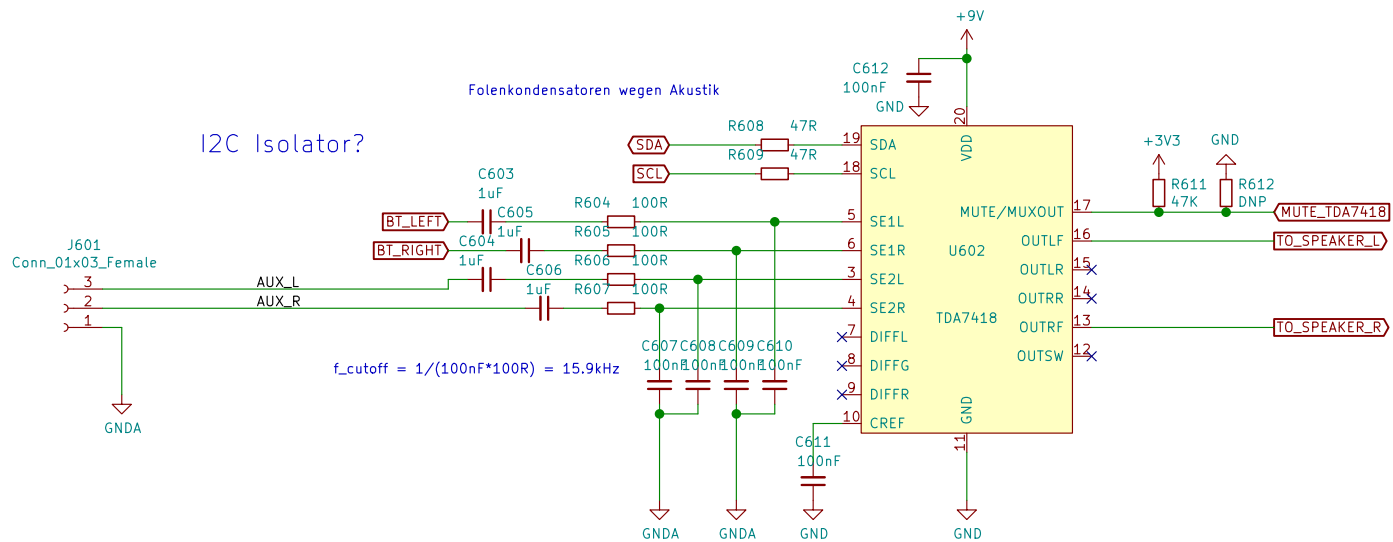 +9V
C612
100nF
GND
Folenkondensatoren wegen Akustik
I2C Isolator?
R608 47R
SDA
R609 47R
SCL
C603
1uF
R604 100R
BT_LEFT
C605
1uF
R605 100R
BT_RIGHT
C604
1uF
R606 100R
C606
1uF
R607 100R
J601
Conn_01x03_Female
3
2
1
AUX_L
AUX_R
GNDA
f_cutoff = 1/(100nF*100R) = 15.9kHz
C607 C608 C609 C610
100nF 100nF 100nF 100nF
GNDA
GNDA
C611
100nF
GND
20
VDD
19 SDA
18 SCL
5 SE1L
6 SE1R
3 SE2L
4 SE2R
7 DIFFL
8 DIFFG
9 DIFFR
10 CREF
U602
TDA7418
MUTE/MUXOUT 17
OUTLF 16
OUTLR 15
OUTRR 14
OUTRF 13
OUTSW 12
GND
11
GND
+3V3
R611
47K
GND
R612
DNP
MUTE_TDA7418
TO_SPEAKER_L
TO_SPEAKER_R